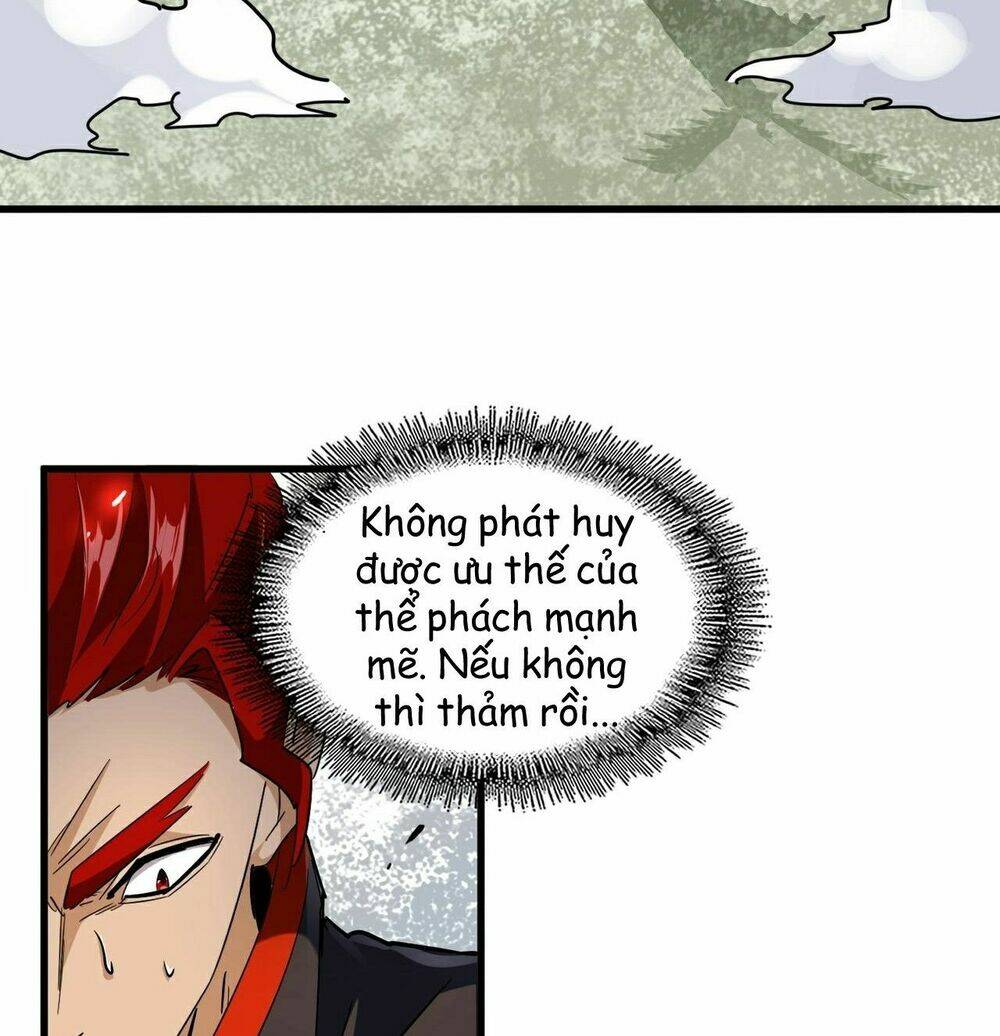 Không phát huy
được ưu thế của
thể phách mạnh
mẽ. Nếu không
thì thảm rồi...